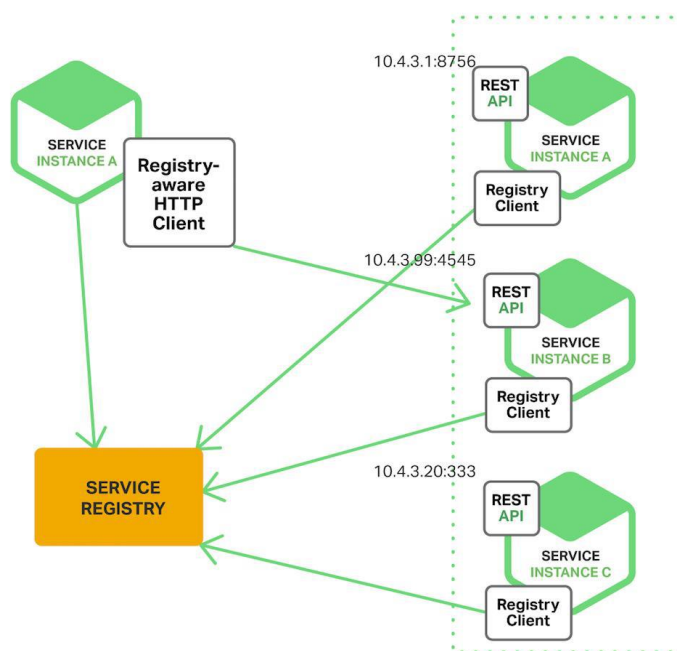 10.4.3.1:8756
REST
API
SERVICE
INSTANCE A
Registry
Client
SERVICE
INSTANCE A
Registry-
aware
HTTP
Client
10.4.3.99:4545
REST
API
SERVICE
INSTANCE B
Registry
Client
10.4.3.20:333
REST
API
SERVICE
INSTANCE C
Registry
Client
SERVICE
REGISTRY